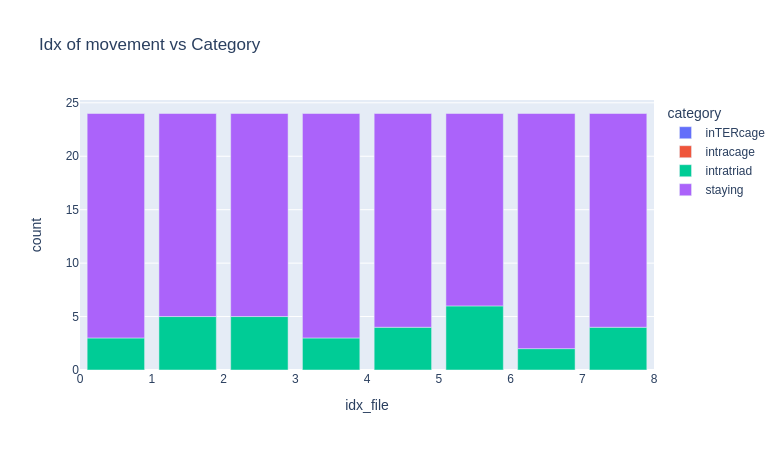 Idx of movement vs Category
25
20
15
10
5
0
count
0 1 2 3 4 5 6 7 8
idx_file
category
inTERcage
intracage
intratriad
staying